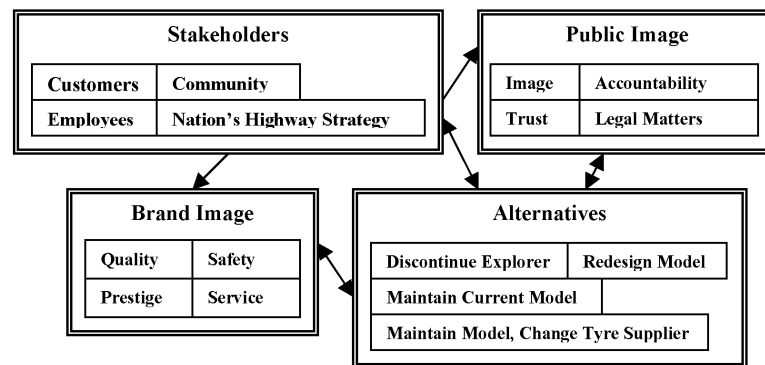 Stakeholders
Customers Community
Employees Nation's Highway Strategy
Public Image
Image Accountability
Trust Legal Matters
Brand Image
Quality Safety
Prestige Service
Alternatives
Discontinue Explorer Redesign Model
Maintain Current Model
Maintain Model, Change Tyre Supplier